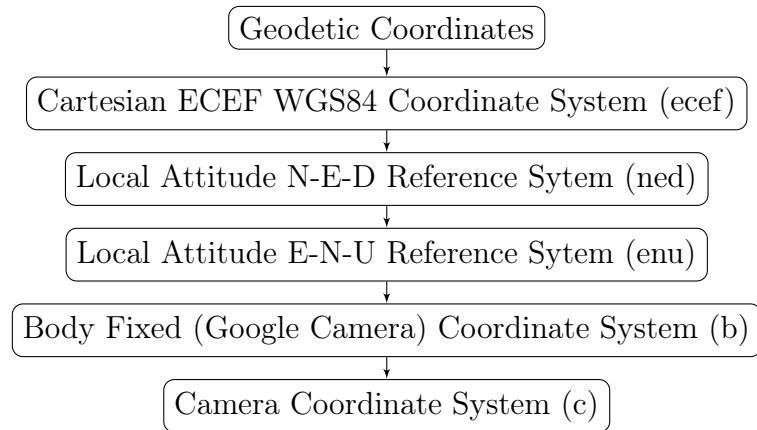 Geodetic Coordinates
Cartesian ECEF WGS84 Coordinate System (ecef)
Local Attitude N-E-D Reference Sytem (ned)
Local Attitude E-N-U Reference Sytem (enu)
Body Fixed (Google Camera) Coordinate System (b)
Camera Coordinate System (c)